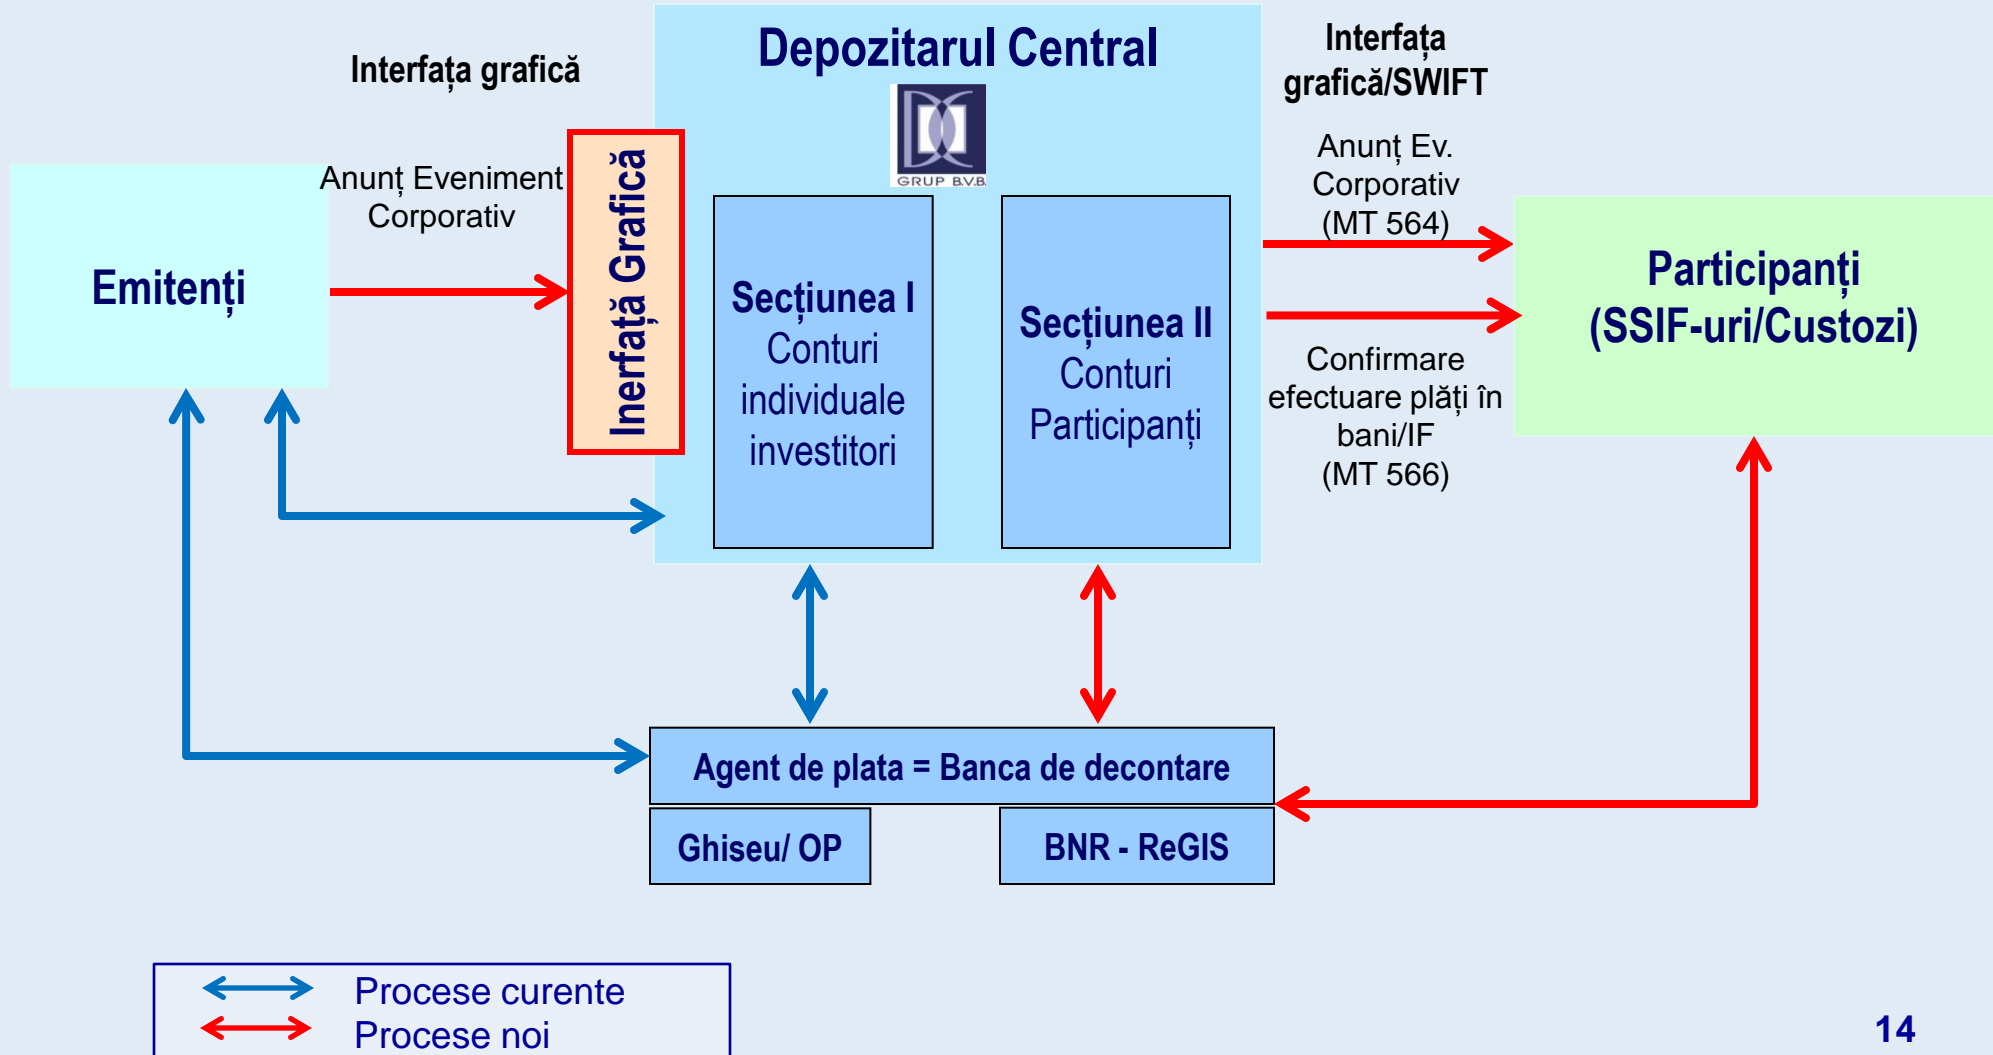 Interfața grafică
Depozitarul Central
GRUP B.V.B.
Interfața
grafică/SWIFT
Emitenți
Anunț Eveniment
Corporativ
Inerfață Grafică
Secțiunea I
Conturi
individuale
investitori
Secțiunea II
Conturi
Participanți
Anunț Ev.
Corporativ
(MT 564)
Confirmare
efectuare plăți în
bani/IF
(MT 566)
Participanți
(SSIF-uri/Custozi)
Agent de plata = Banca de decontare
Ghiseu/ OP
BNR - ReGIS
Procese curente
Procese noi
14